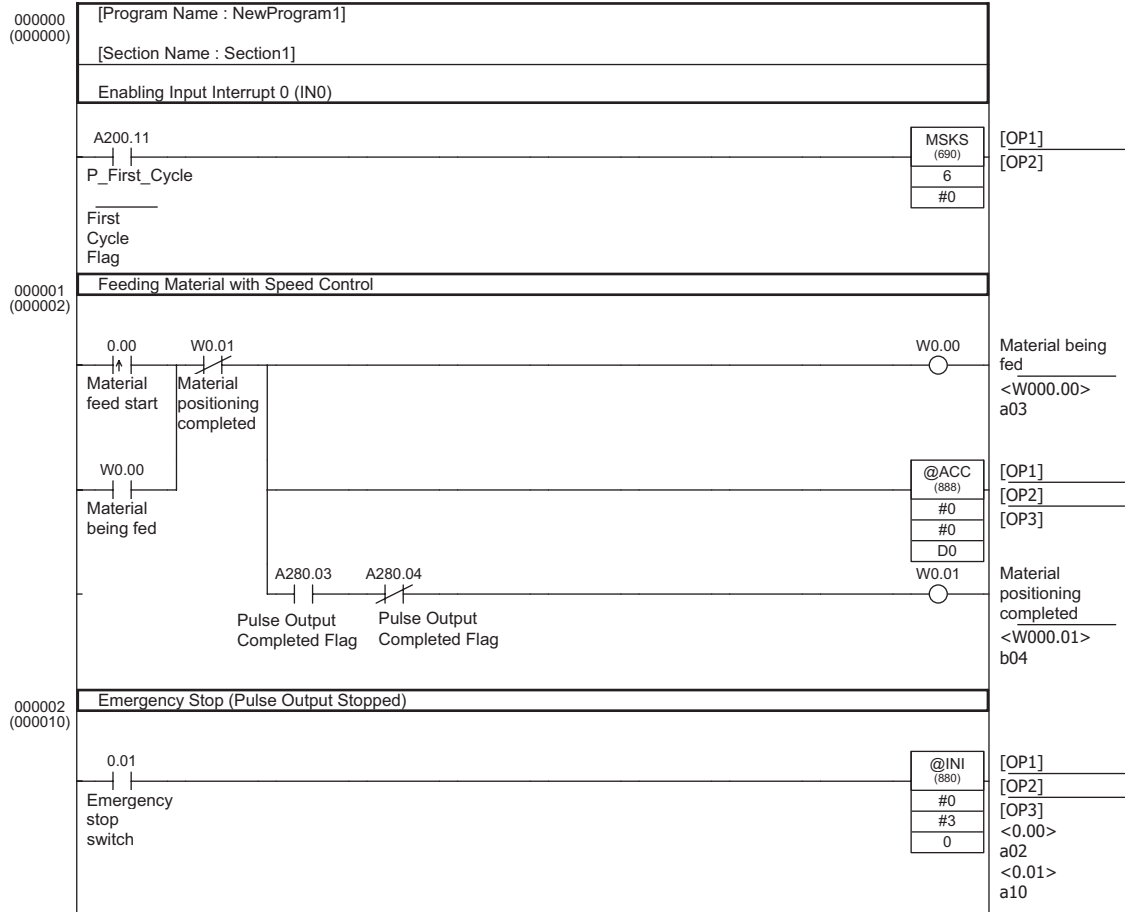 000000
(000000)
[Program Name : NewProgram1]
[Section Name : Section1]
Enabling Input Interrupt 0 (IN0)
A200.11
P_First_Cycle
First
Cycle
Flag
MSKS
(690)
6
#0
[OP1]
[OP2]
000001
(000002)
Feeding Material with Speed Control
0.00
Material
feed start
W0.01
Material
positioning
completed
W0.00
Material being
fed
<W000.00>
a03
W0.00
Material
being fed
@ACC
(888)
#0
#0
D0
[OP1]
[OP2]
[OP3]
A280.03
Pulse Output
Completed Flag
A280.04
Pulse Output
Completed Flag
W0.01
Material
positioning
completed
<W000.01>
b04
000002
(000010)
Emergency Stop (Pulse Output Stopped)
0.01
Emergency
stop
switch
@INI
(880)
#0
#3
0
[OP1]
[OP2]
[OP3]
<0.00>
a02
<0.01>
a10